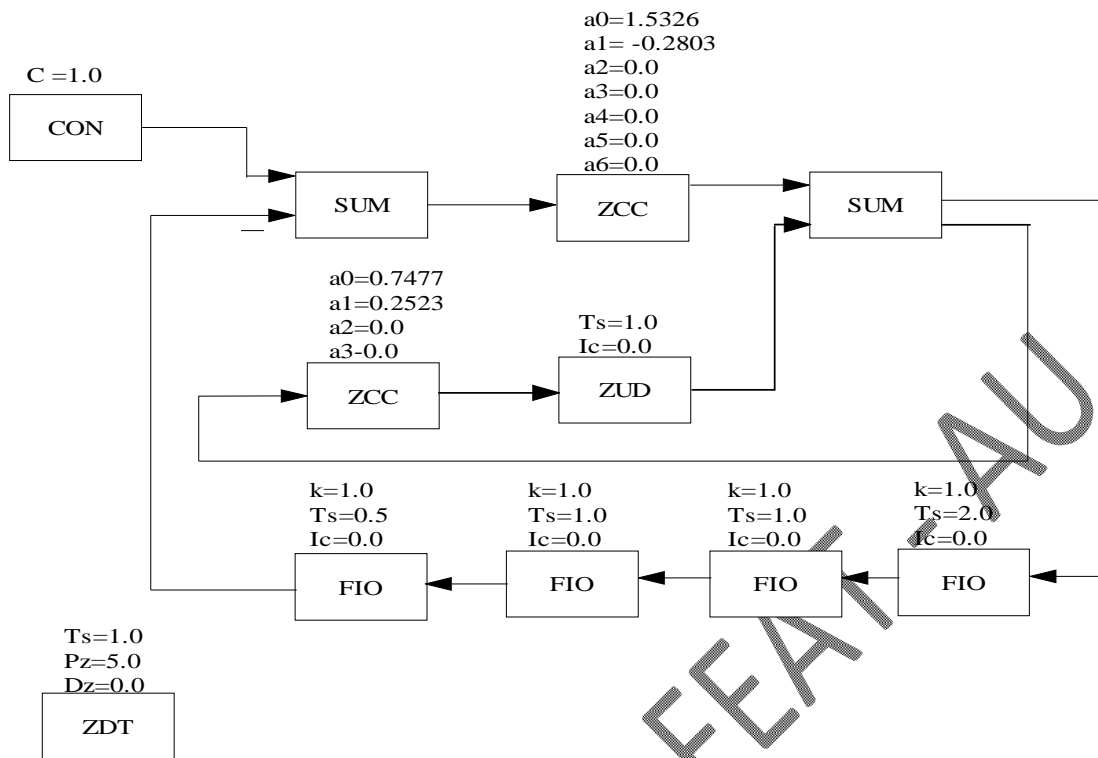 a0=1.5326
a1= -0.2803
a2=0.0
a3=0.0
a4=0.0
a5=0.0
a6=0.0
C =1.0
CON
SUM
ZCC
SUM
—
a0=0.7477
a1=0.2523
a2=0.0
a3-0.0
ZCC
Ts=1.0
Ic=0.0
ZUD
k=1.0
Ts=0.5
Ic=0.0
FIO
k=1.0
Ts=1.0
Ic=0.0
FIO
k=1.0
Ts=1.0
Ic=0.0
FIO
k=1.0
Ts=2.0
Ic=0.0
FIO
Ts=1.0
Pz=5.0
Dz=0.0
ZDT
FEAT - AU